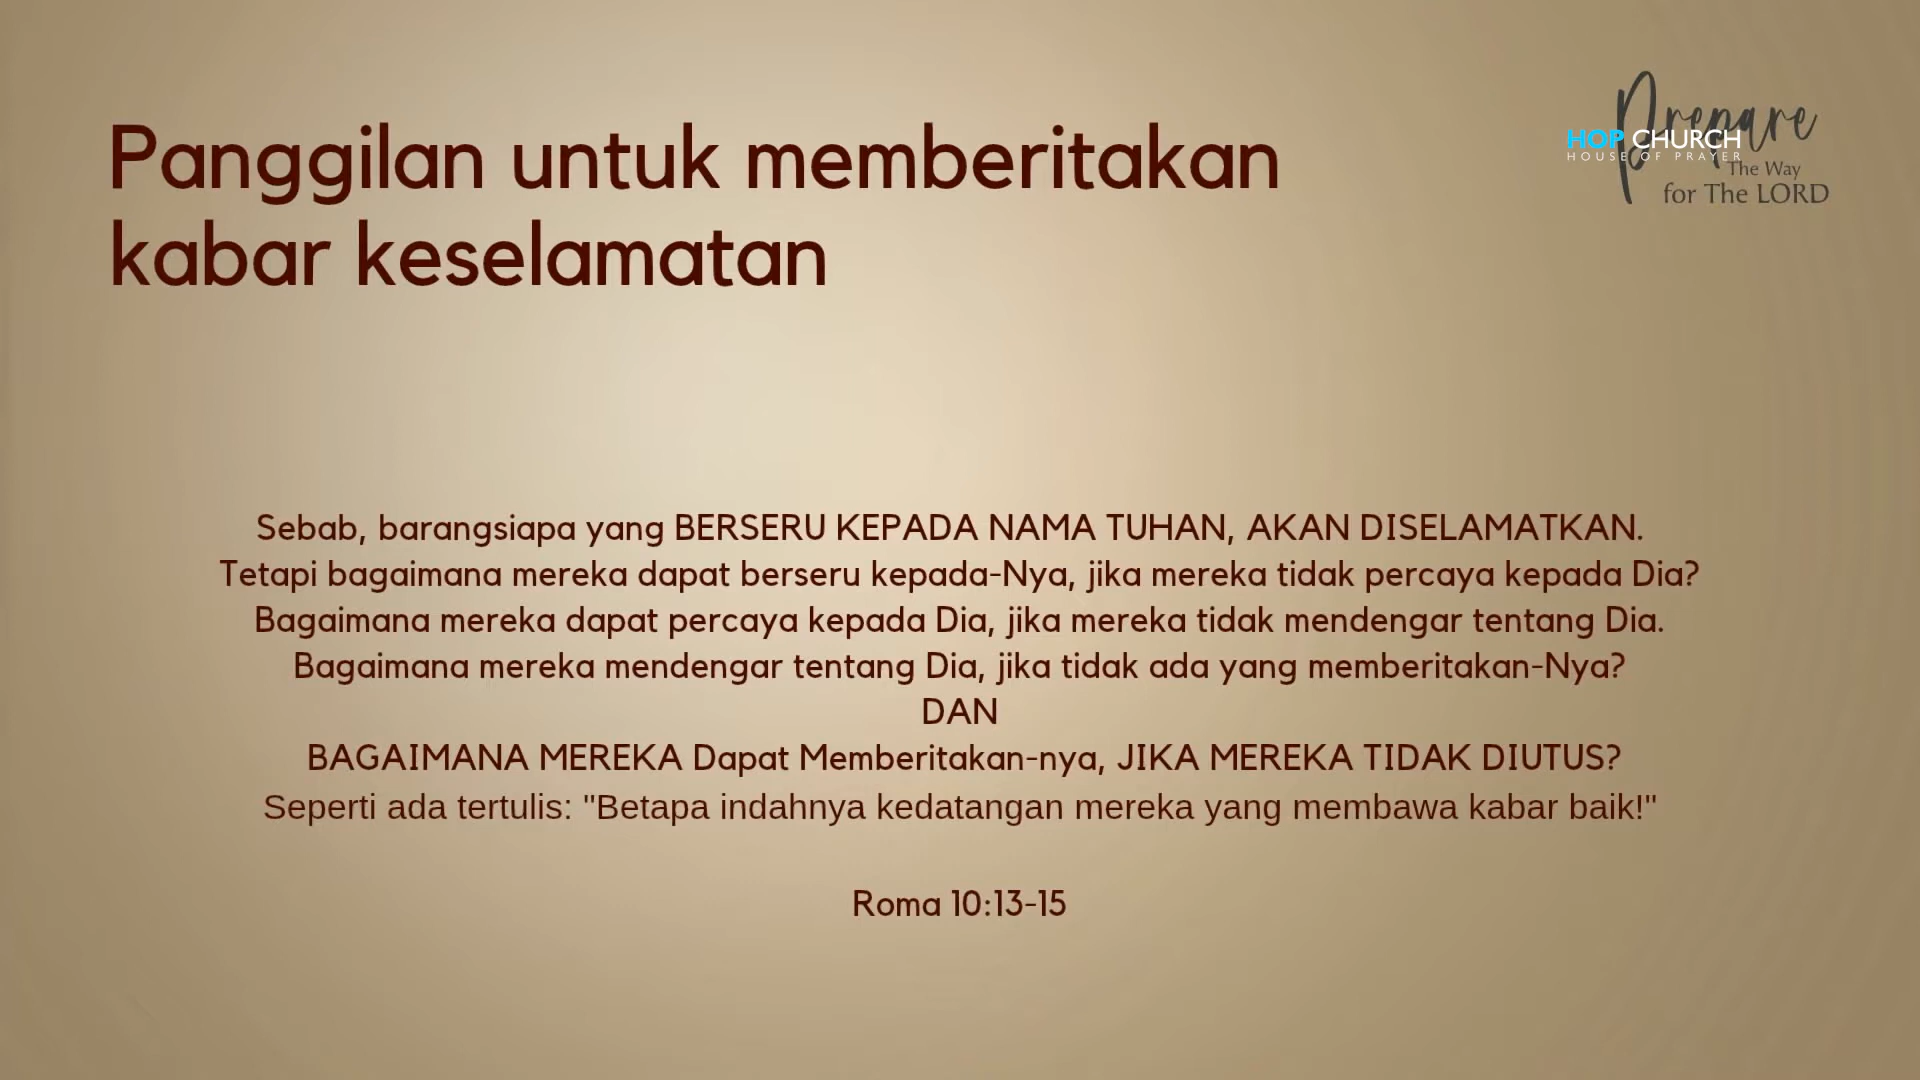 Panggilan untuk memberitakan
kabar keselamatan
Prepare
HOP CHURCH
HOUSE OF PRAYER
The Way
for The LORD
Sebab, barangsiapa yang BERSERU KEPADA NAMA TUHAN, AKAN DISELAMATKAN.
Tetapi bagaimana mereka dapat berseru kepada-Nya, jika mereka tidak percaya kepada Dia?
Bagaimana mereka dapat percaya kepada Dia, jika mereka tidak mendengar tentang Dia.
Bagaimana mereka mendengar tentang Dia, jika tidak ada yang memberitakan-Nya?
DAN
BAGAIMANA MEREKA Dapat Memberitakan-nya, JIKA MEREKA TIDAK DIUTUS?
Seperti ada tertulis: "Betapa indahnya kedatangan mereka yang membawa kabar baik!"
Roma 10:13-15